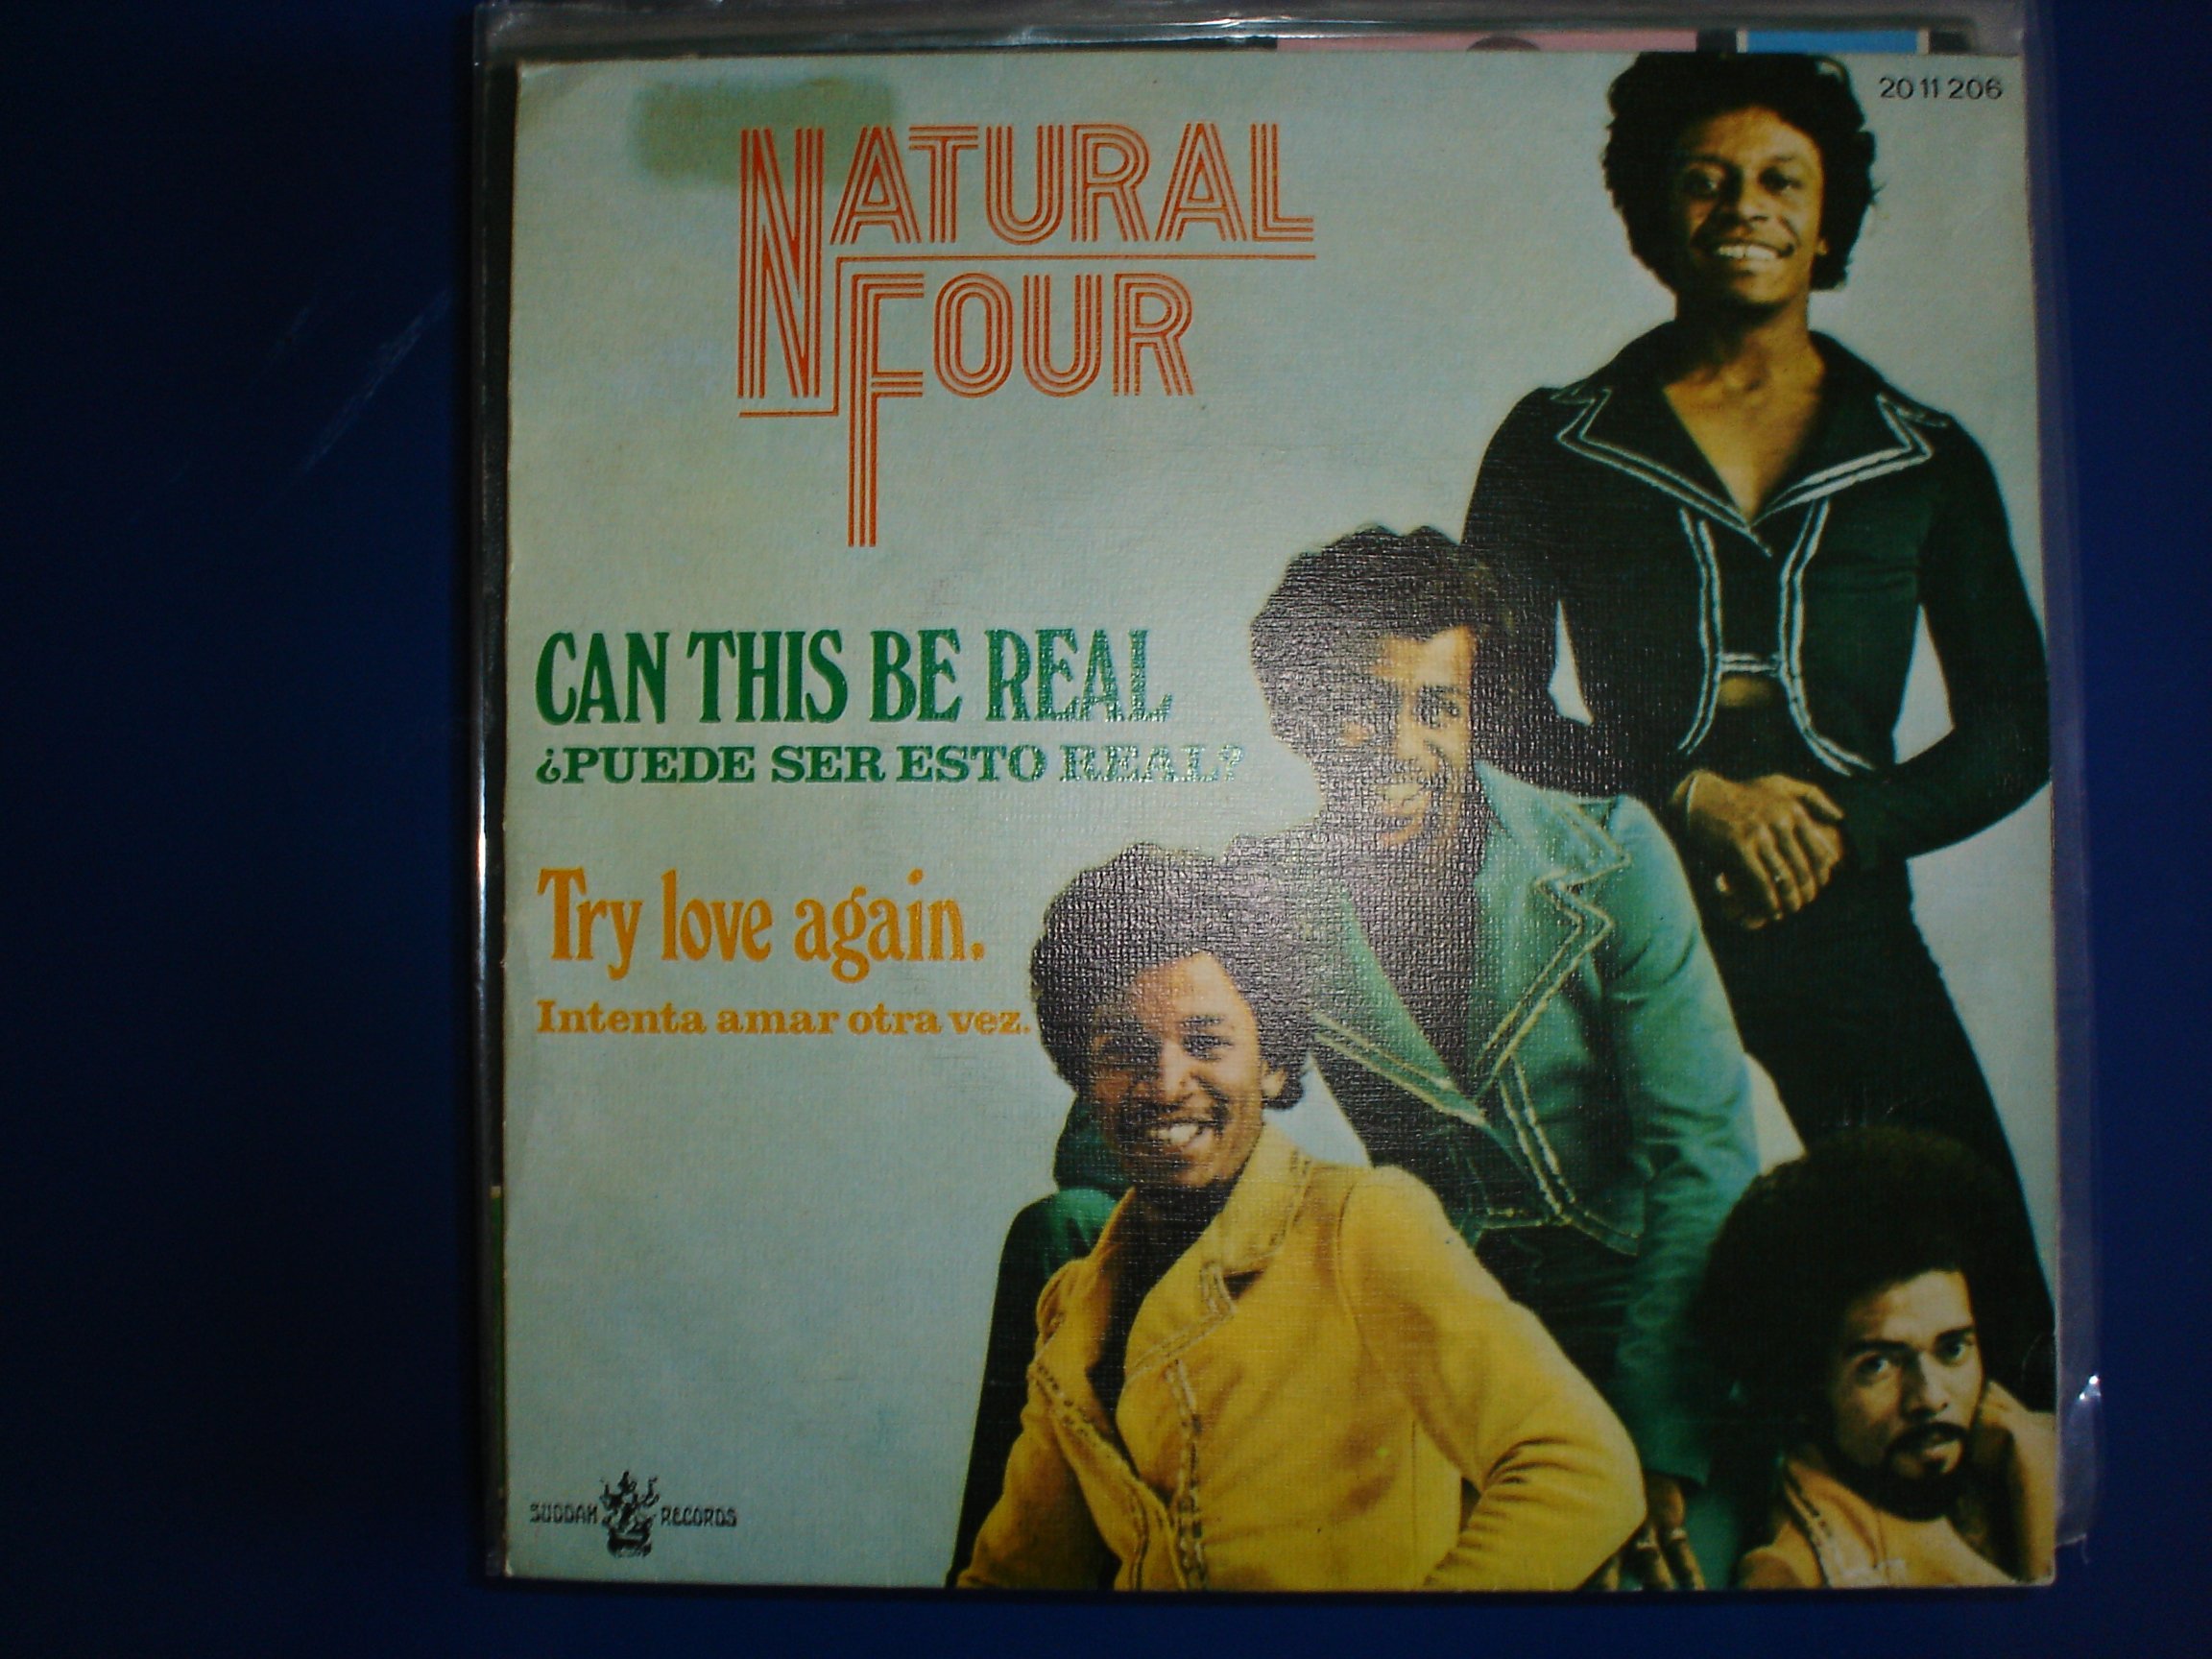 20 11 206
NATURAL
FOUR
CAN THIS BE REAL
¿PUEDE SER ESTO REAL?
Try love again.
Intenta amar otra vez.
BUDDAH RECORDS